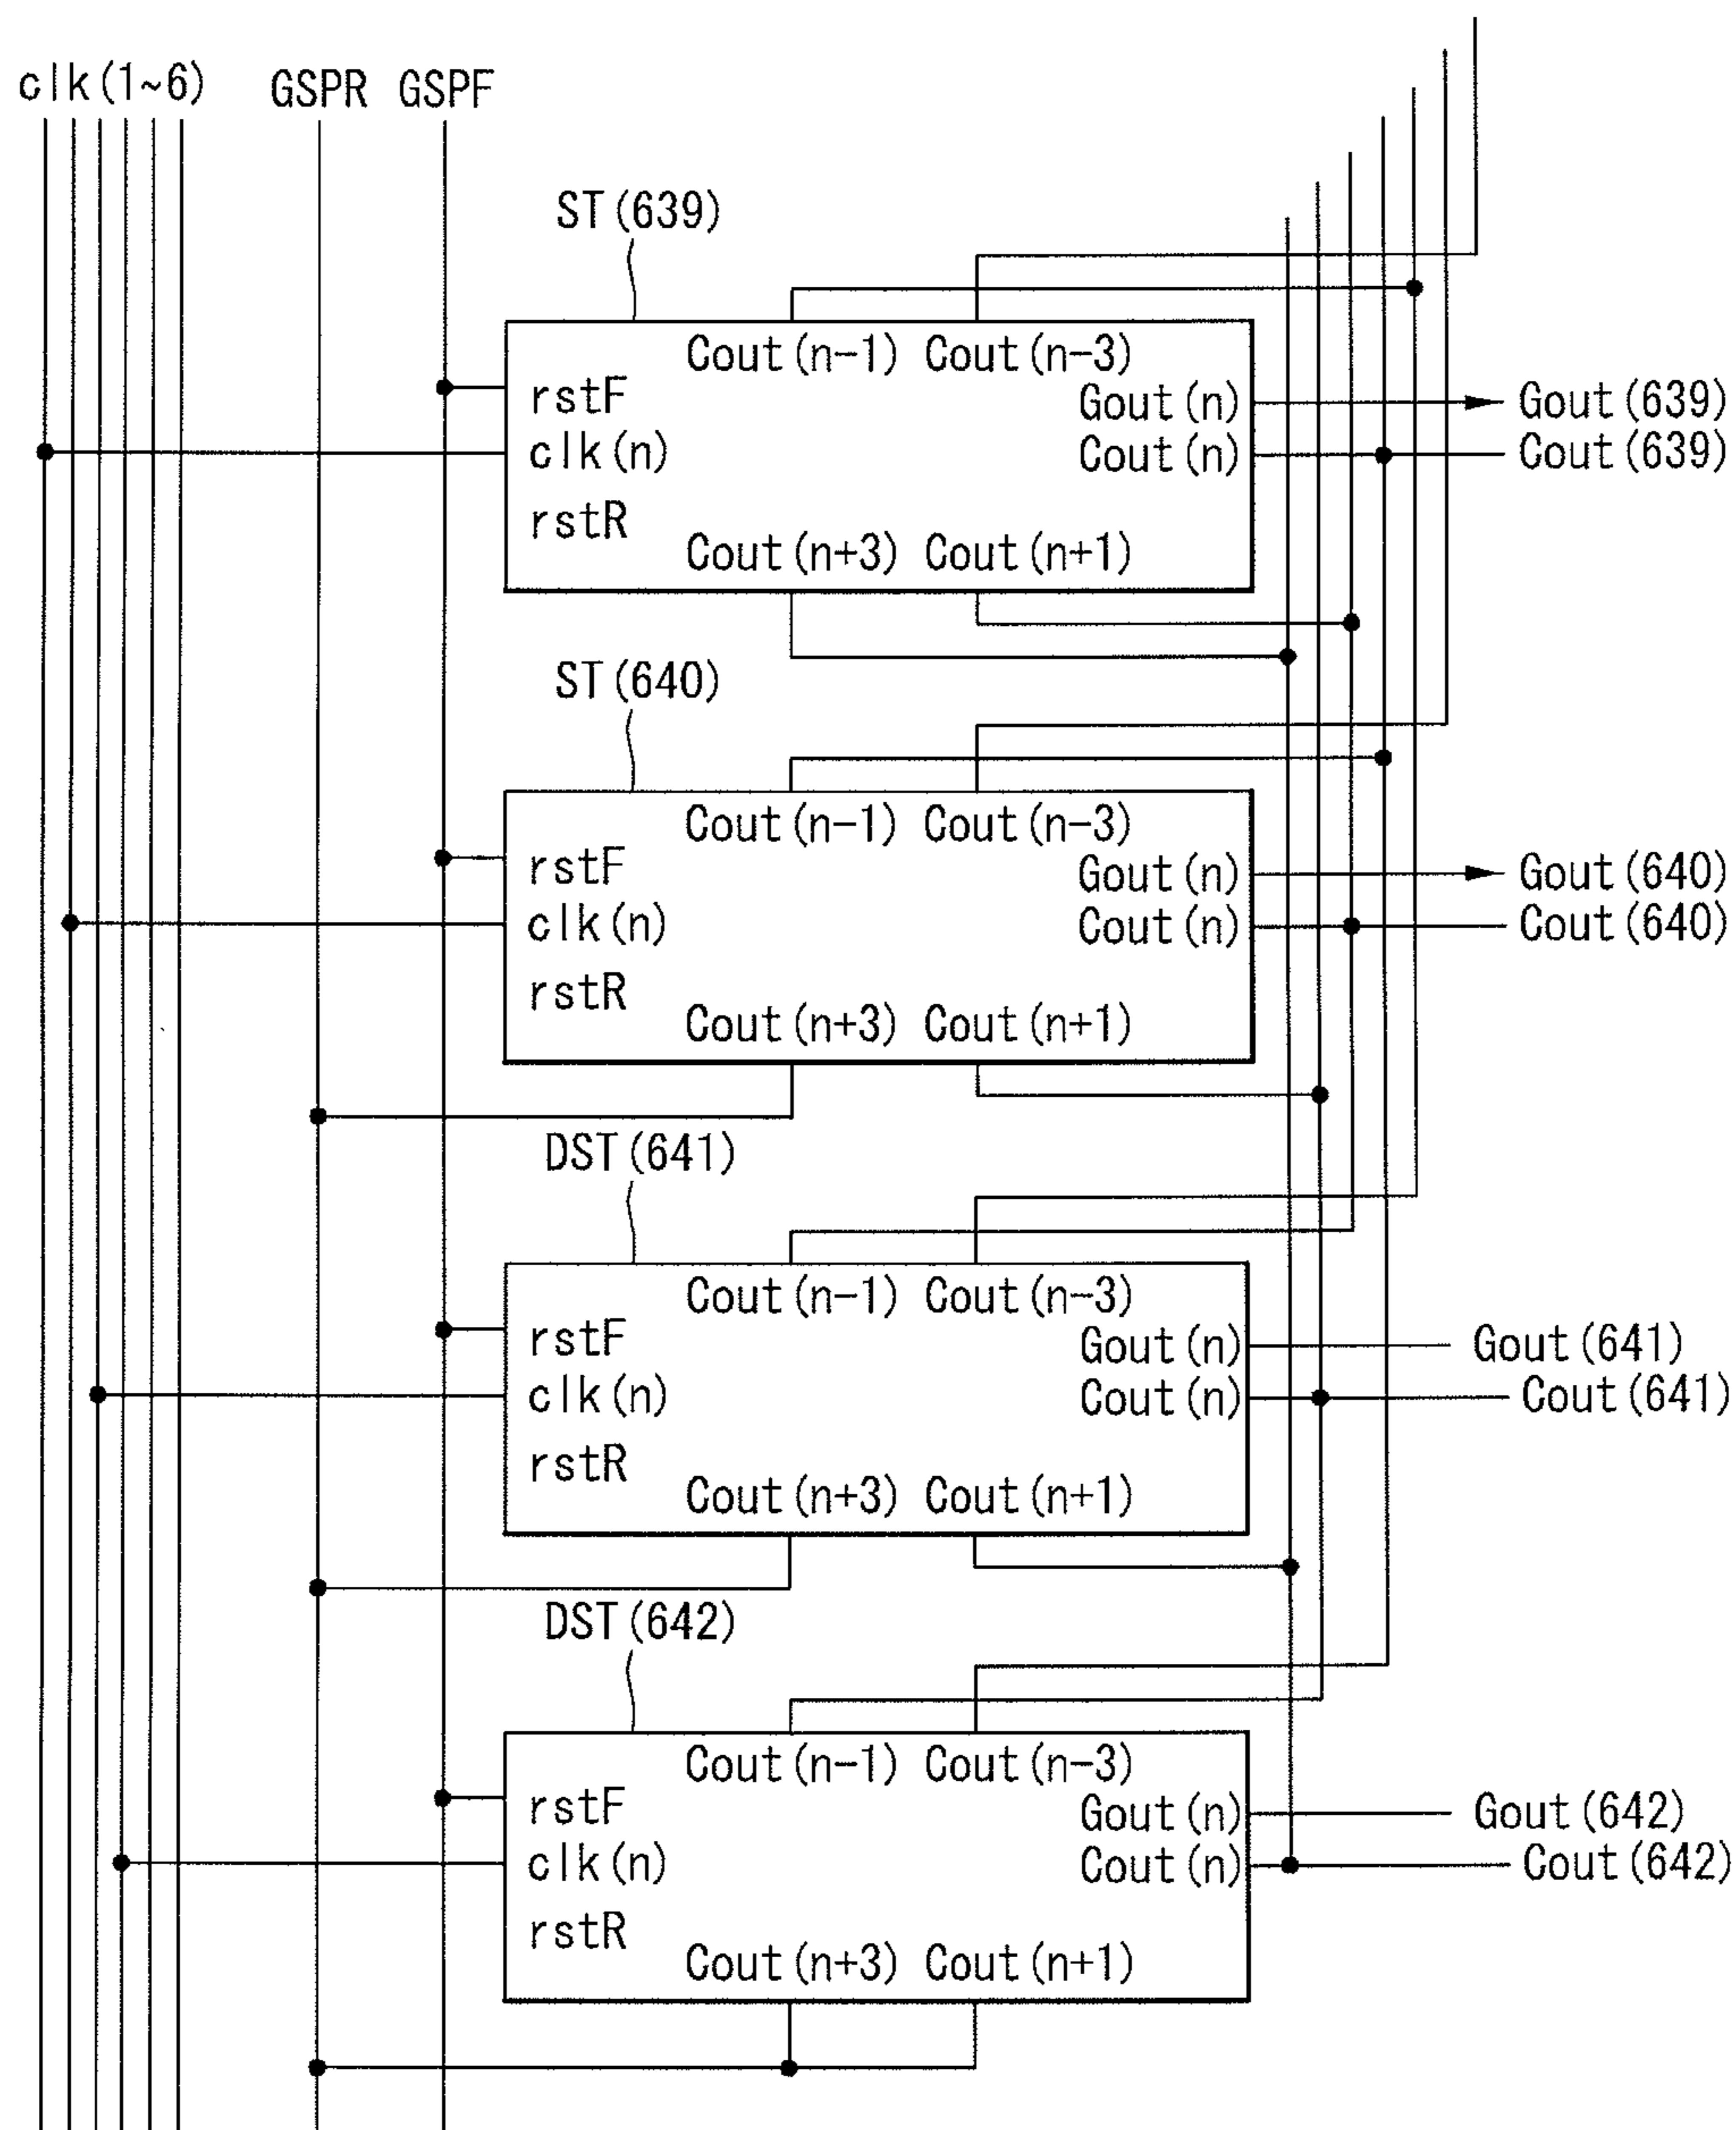 clk(1~6) GSPR GSPF
ST(639)
Cout(n-1) Cout(n-3)
rstF
Gout(n)
Gout(639)
clk(n)
Cout(n)
Cout(639)
rstR
Cout(n+3) Cout(n+1)
ST(640)
Cout(n-1) Cout(n-3)
rstF
Gout(n)
Gout(640)
clk(n)
Cout(n)
Cout(640)
rstR
Cout(n+3) Cout(n+1)
DST(641)
Cout(n-1) Cout(n-3)
rstF
Gout(n)
Gout(641)
clk(n)
Cout(n)
Cout(641)
rstR
Cout(n+3) Cout(n+1)
DST(642)
Cout(n-1) Cout(n-3)
rstF
Gout(n)
Gout(642)
clk(n)
Cout(n)
Cout(642)
rstR
Cout(n+3) Cout(n+1)